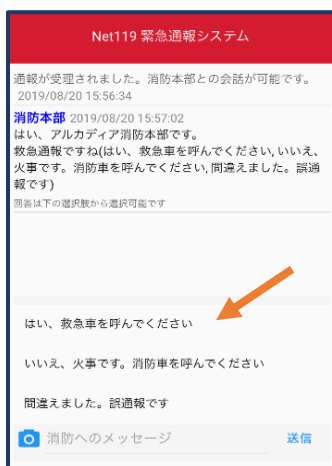 Net119 緊急通報システム
通報が受理されました。消防本部との会話が可能です。
2019/08/20 15:56:34
消防本部 2019/08/20 15:57:02
はい、アルカディア消防本部です。
救急通報ですね(はい、救急車を呼んでください,いいえ、
火事です。消防車を呼んでください,間違えました。誤通
報です)
回答は下の選択肢から選択可能です
はい、救急車を呼んでください
いいえ、火事です。消防車を呼んでください
間違えました。誤通報です
消防へのメッセージ
送信